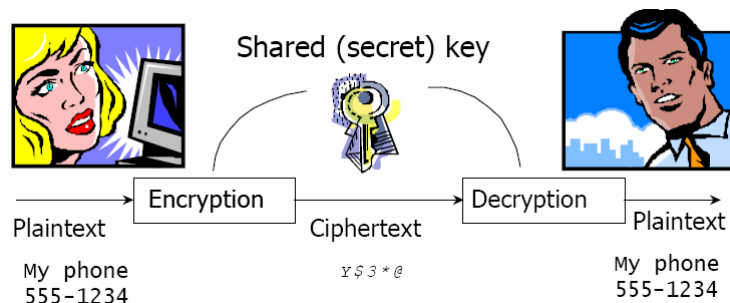 Shared (secret) key
Encryption
Decryption
Plaintext
Ciphertext
Plaintext
My phone
555-1234
Y$3*@
My phone
555-1234